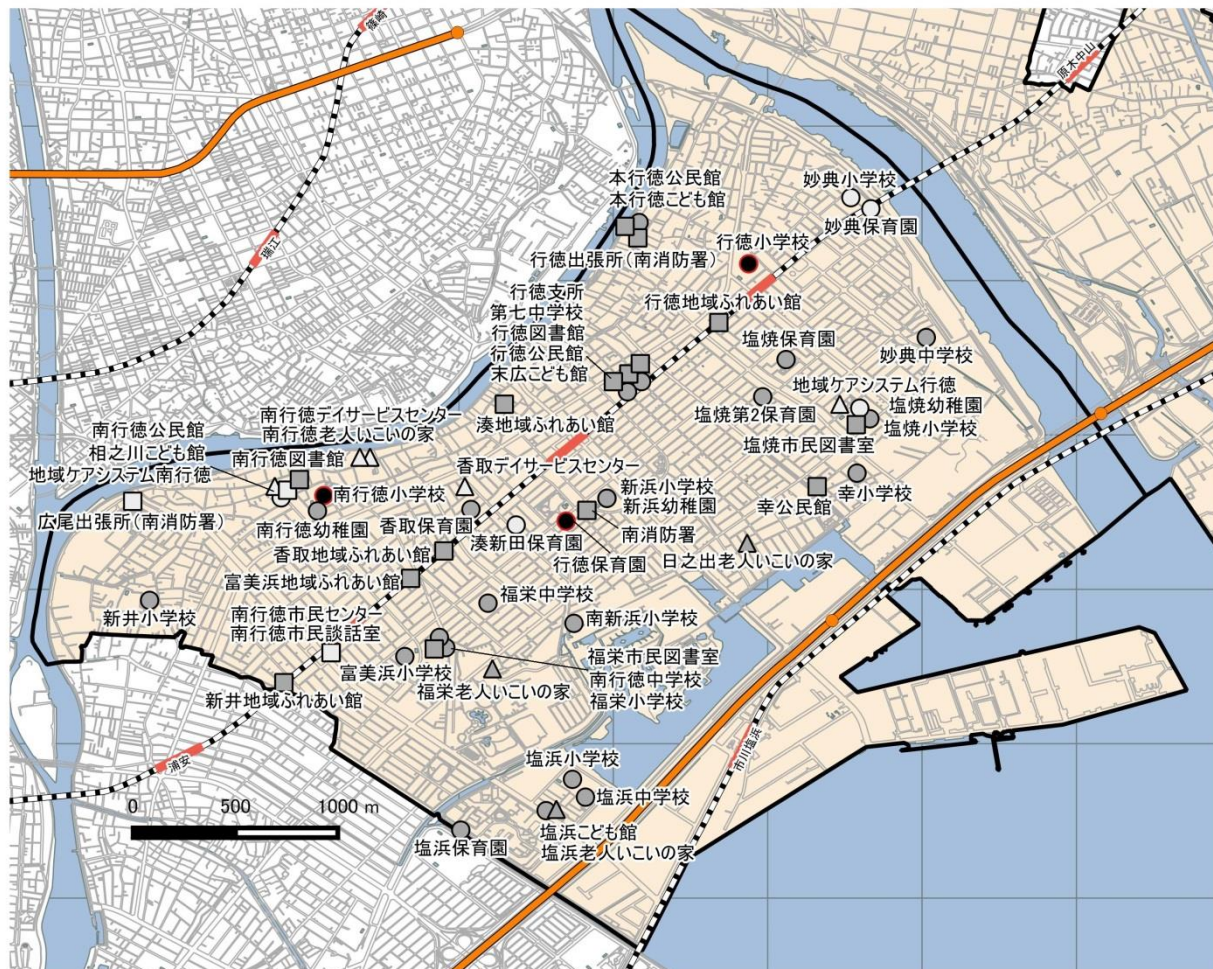 篠崎
原木中山
本行徳公民館
本行徳こども館
妙典小学校
妙典保育園
行徳小学校
瑞江
行徳出張所(南消防署)
行徳支所
第七中学校
行徳図書館
行徳公民館
末広こども館
行徳地域ふれあい館
塩焼保育園
妙典中学校
地域ケアシステム行徳
塩焼幼稚園
塩焼第2保育園
塩焼小学校
湊地域ふれあい館
塩焼市民図書室
南行徳デイサービスセンター
南行徳老人いこいの家
南行徳公民館
相之川こども館
南行徳図書館
地域ケアシステム南行徳
香取デイサービスセンター
南行徳小学校
新浜小学校
新浜幼稚園
幸小学校
幸公民館
広尾出張所(南消防署)
南行徳幼稚園
香取保育園
湊新田保育園
南消防署
行徳保育園
日之出老人いこいの家
香取地域ふれあい館
富美浜地域ふれあい館
福栄中学校
新井小学校
南行徳市民センター
南行徳市民談話室
南新浜小学校
富美浜小学校
福栄市民図書室
福栄老人いこいの家
南行徳中学校
福栄小学校
新井地域ふれあい館
市川塩浜
浦安
塩浜小学校
塩浜中学校
0 500 1000 m
塩浜こども館
塩浜保育園
塩浜老人いこいの家